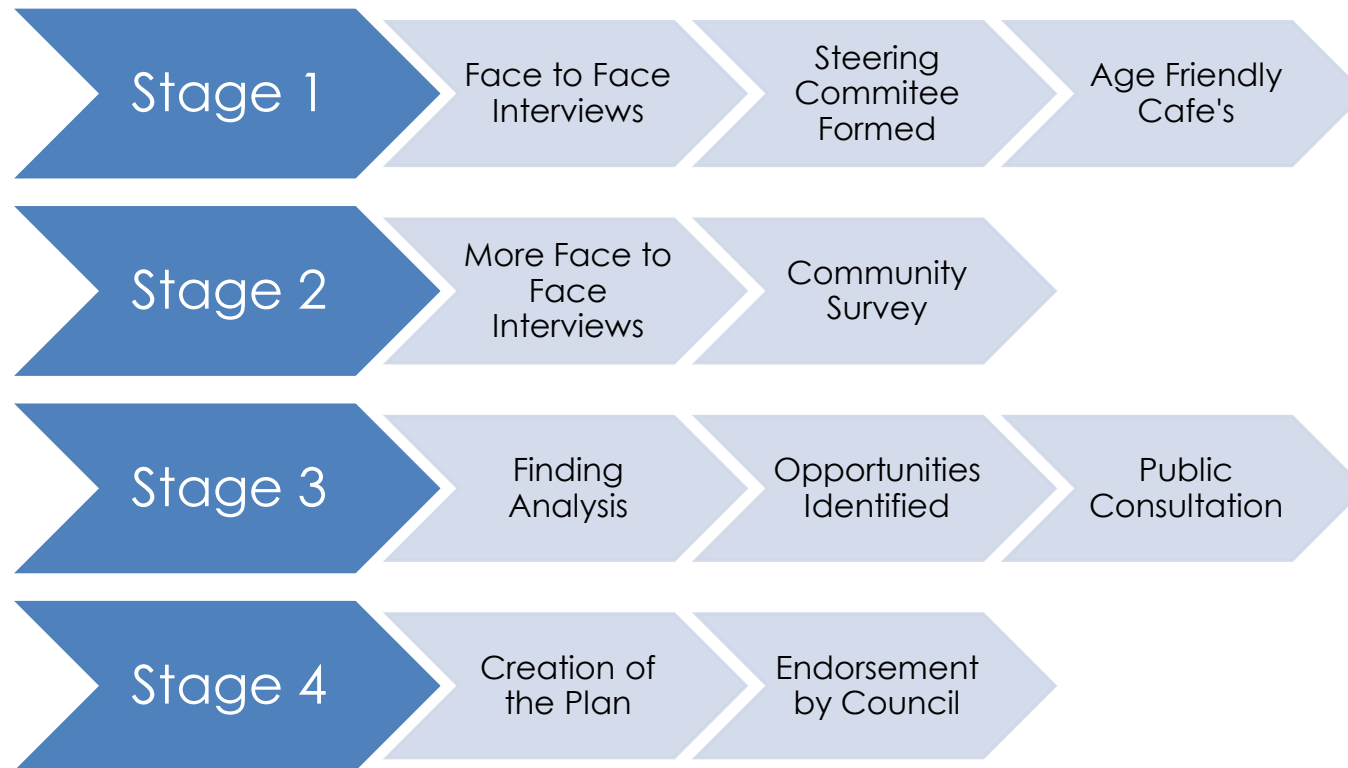 Stage 1
Face to Face
Interviews
Steering
Commitee
Formed
Age Friendly
Cafe's
Stage 2
More Face to
Face
Interviews
Community
Survey
Stage 3
Finding
Analysis
Opportunities
Identified
Public
Consultation
Stage 4
Creation of
the Plan
Endorsement
by Council